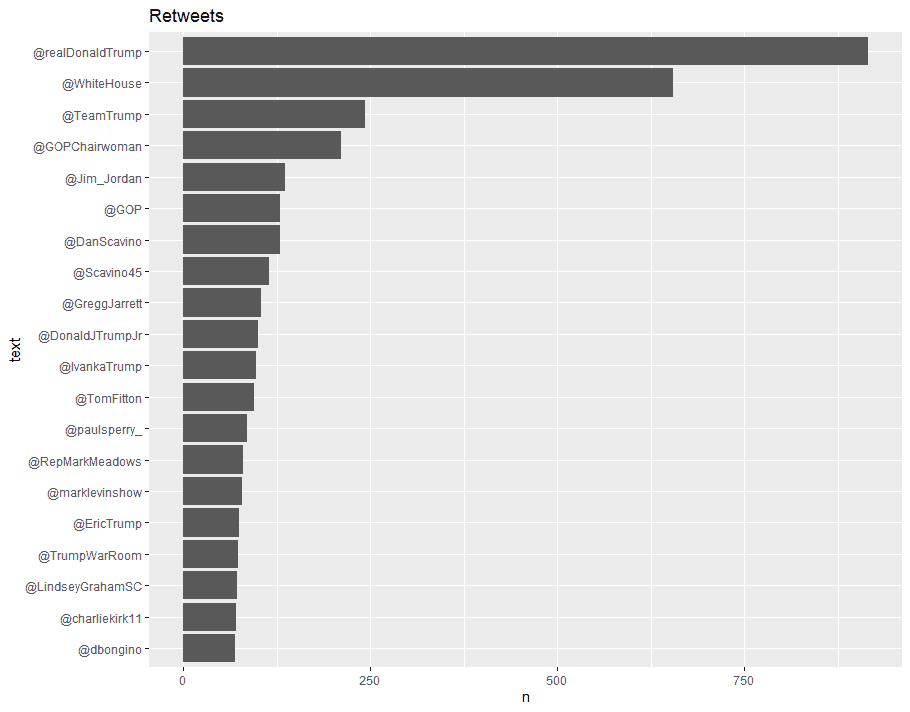 Retweets
@realDonaldTrump
@WhiteHouse
@TeamTrump
@GOPChairwoman
@Jim_Jordan
@GOP
@DanScavino
@Scavino45
@GreggJarrett
@DonaldJTrumpJr
@IvankaTrump
@TomFitton
@paulsperry_
@RepMarkMeadows
@marklevinshow
@EricTrump
@TrumpWarRoom
@LindseyGrahamSC
@charliekirk11
@dbongino
text
0 250 500 750
n